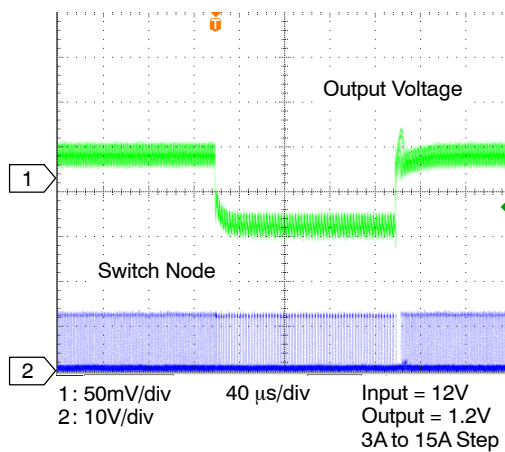 T
Output Voltage
1
Switch Node
2
1: 50mV/div 40 μs/div Input = 12V
2: 10V/div Output = 1.2V
3A to 15A Step